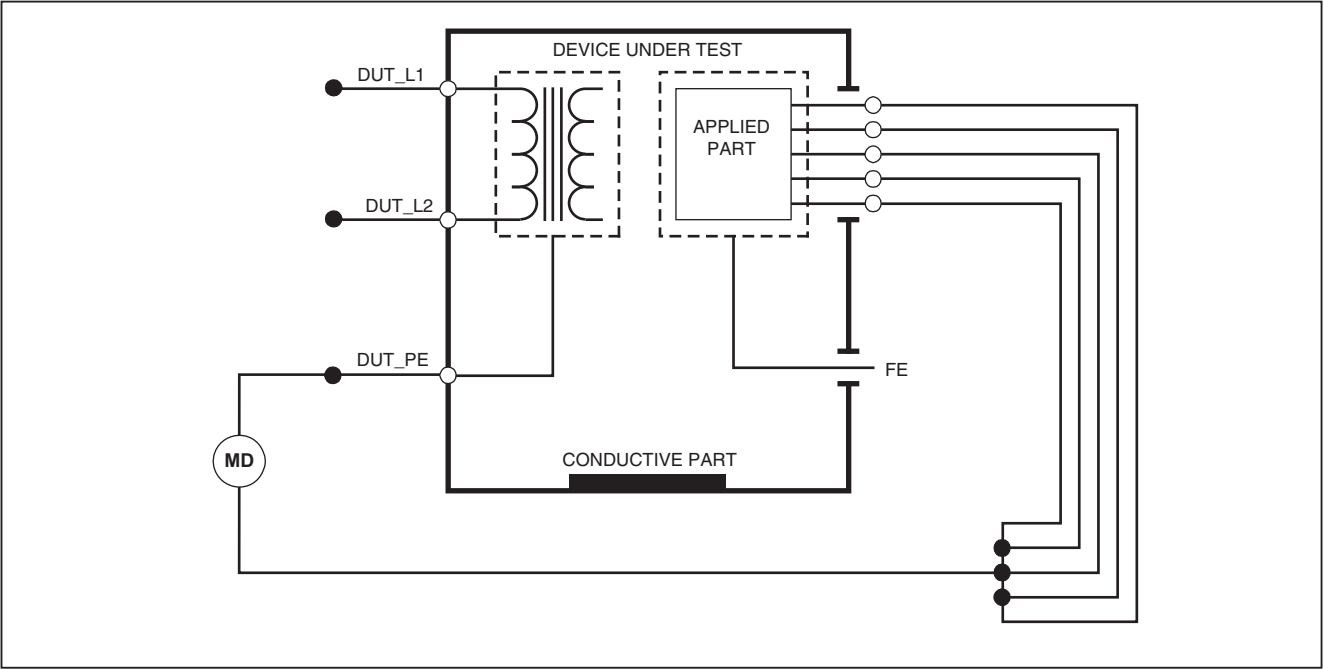 DEVICE UNDER TEST
DUT_L1
APPLIED
PART
DUT_L2
DUT_PE
FE
MD
CONDUCTIVE PART